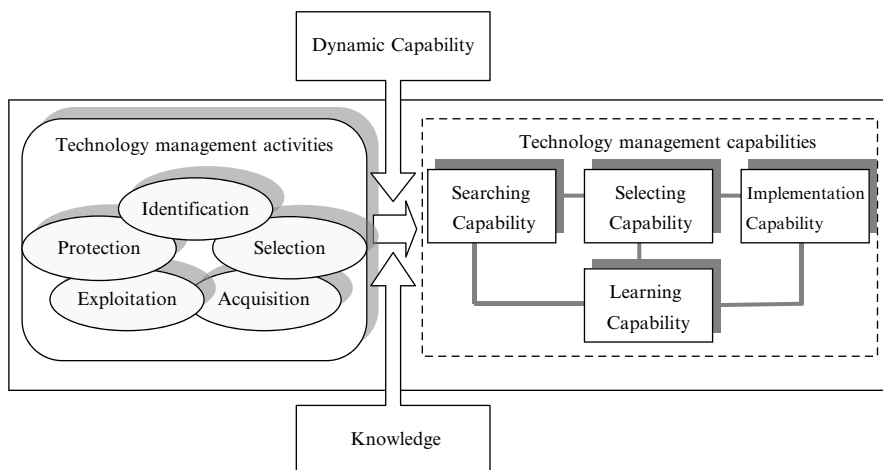 Dynamic Capability
Technology management activities
Identification
Protection
Selection
Exploitation
Acquisition
Technology management capabilities
Searching
Capability
Selecting
Capability
Implementation
Capability
Learning
Capability
Knowledge